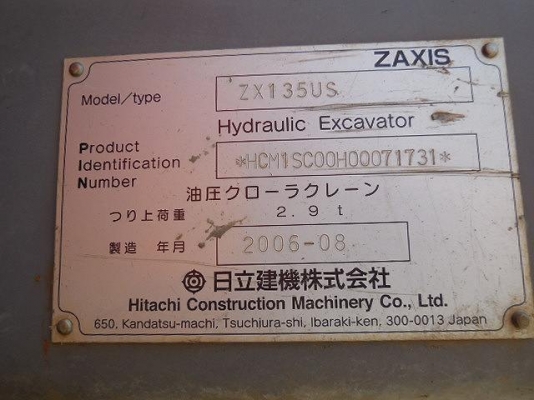 ZAXIS
Model/type ZX135US
Hydraulic Excavator
Product
Identification *HCM1SC00H00071731*
Number
油圧クローラクレーン
つり上荷重 2.9 t
製造 年月 2006-08
日立建機株式会社
Hitachi Construction Machinery Co., Ltd.
650, Kandatsu-machi, Tsuchiura-shi, Ibaraki-ken, 300-0013 Japan